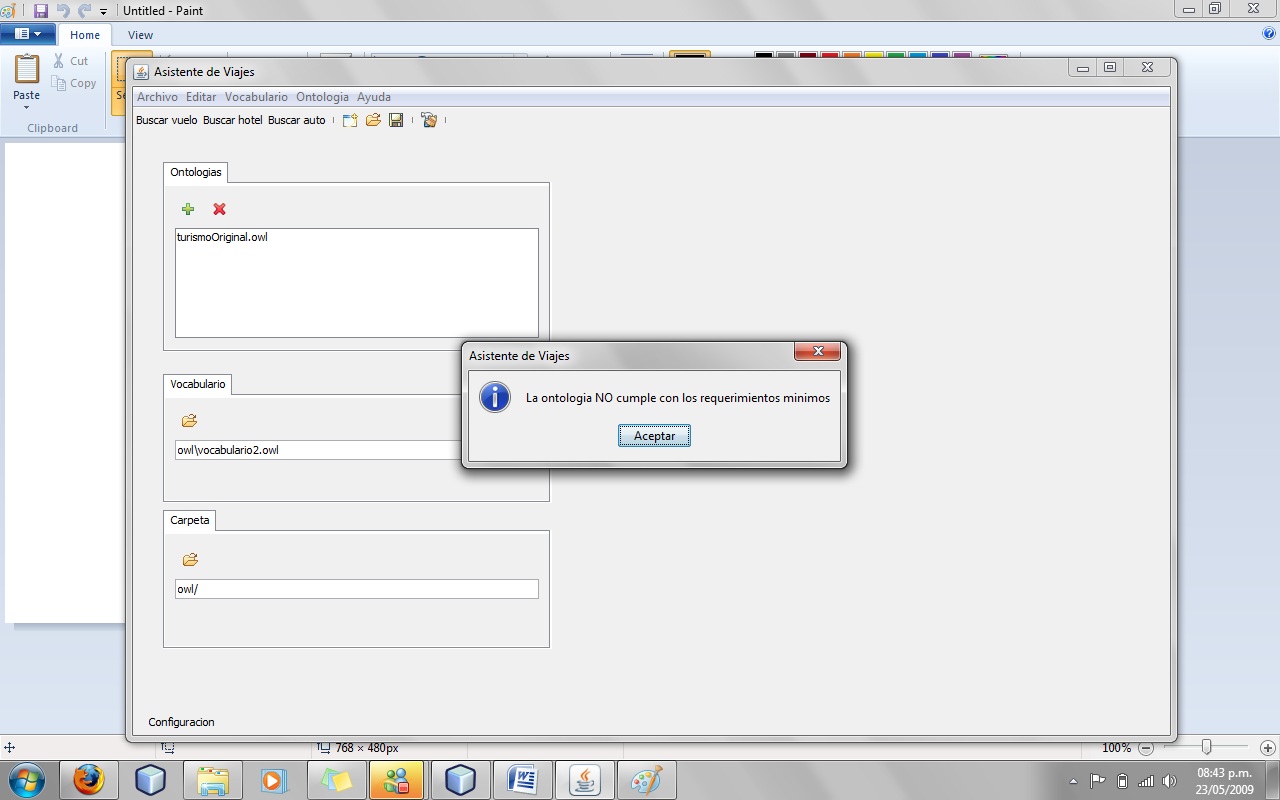 Untitled - Paint
Home View
Paste
Cut
Copy
Clipboard
Asistente de Viajes
Archivo Editar Vocabulario Ontologia Ayuda
Buscar vuelo Buscar hotel Buscar auto
Ontologias
turismoOriginal.owl
Asistente de Viajes
La ontologia NO cumple con los requerimientos minimos
Aceptar
Vocabulario
owl\vocabulario2.owl
Carpeta
owl/
Configuracion
768 × 480px
100%
08:43 p.m.
23/05/2009